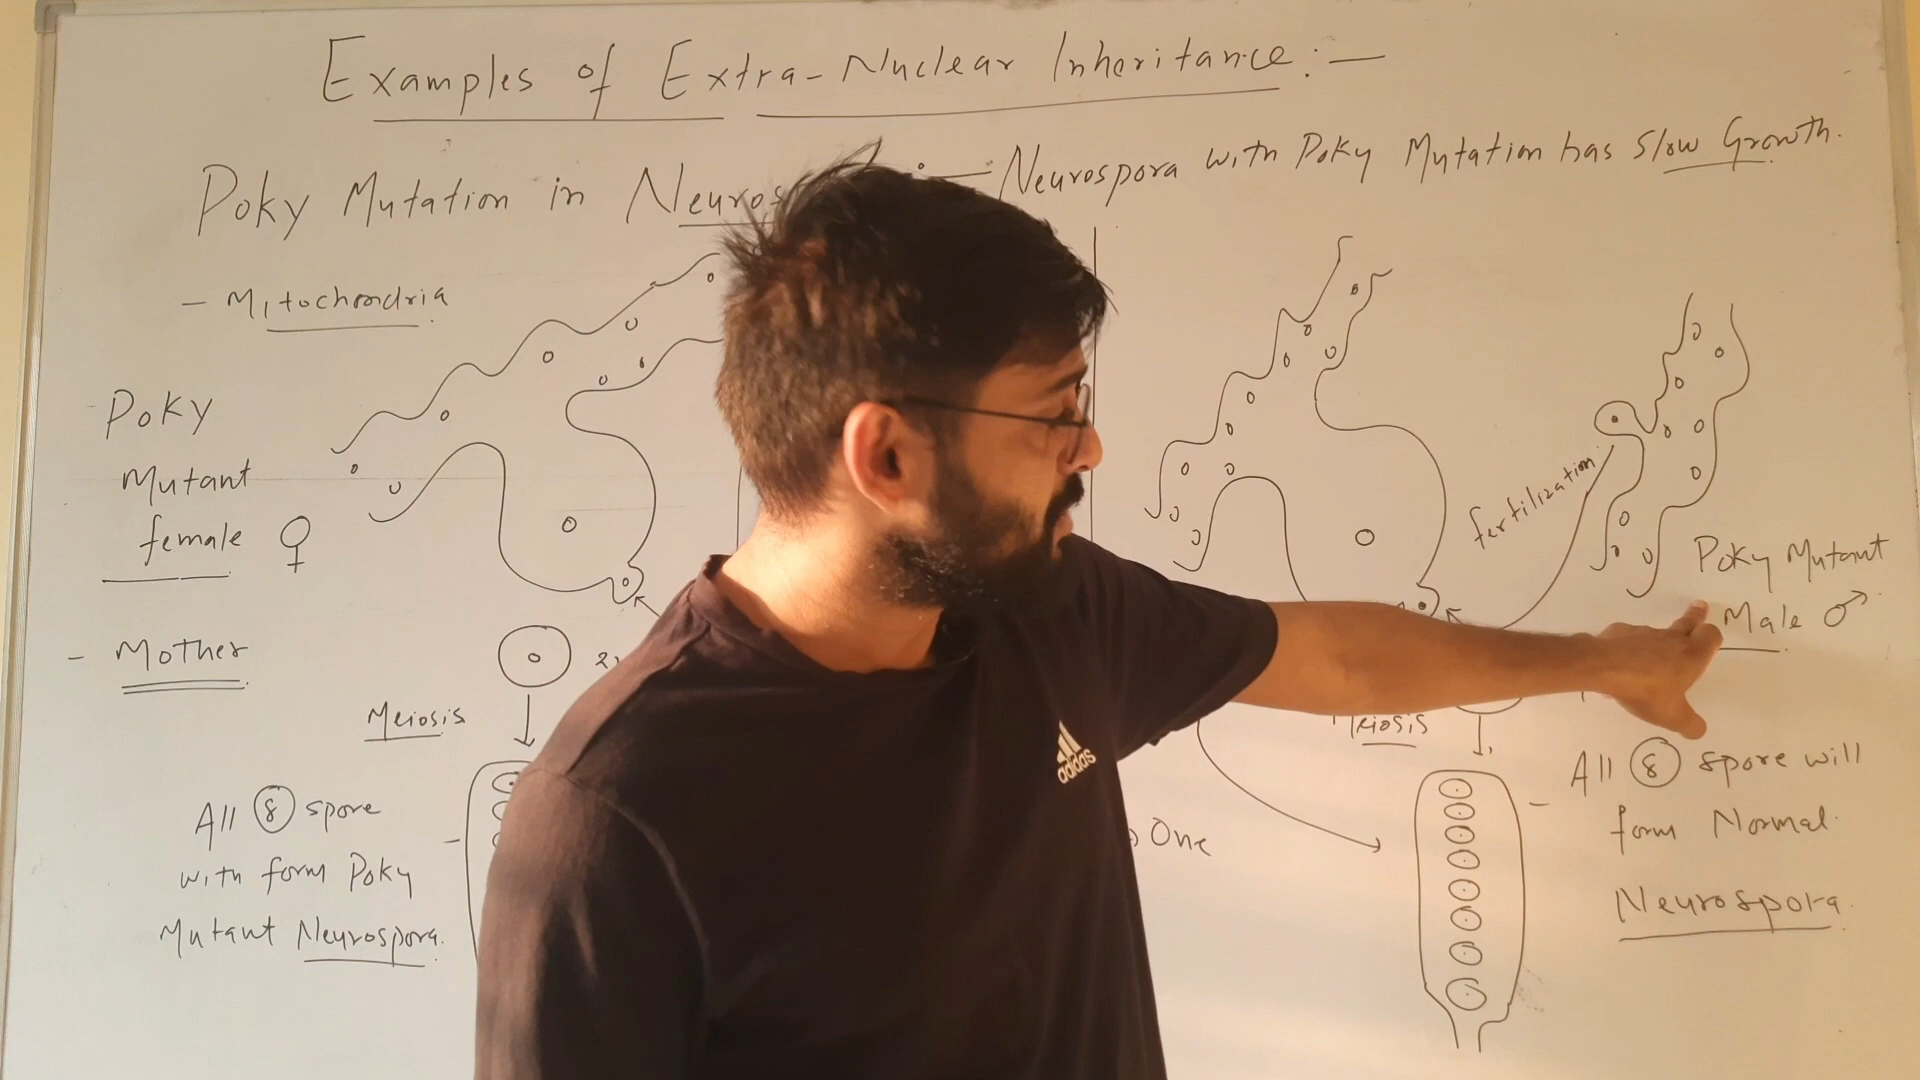 Examples of Extra-Nuclear Inheritance:-
Poky Mutation in Neuros :- Neurospora with Poky Mutation has Slow Growth.
- Mitochondria
Poky
Mutant
female ♀
- Mother
Meiosis
All 8 spore
with form Poky
Mutant Neurospora.
fertilization
Poky Mutant
Male ♂
eiosis
One
All 8 spore will
form Normal.
Neurospora.
adidas